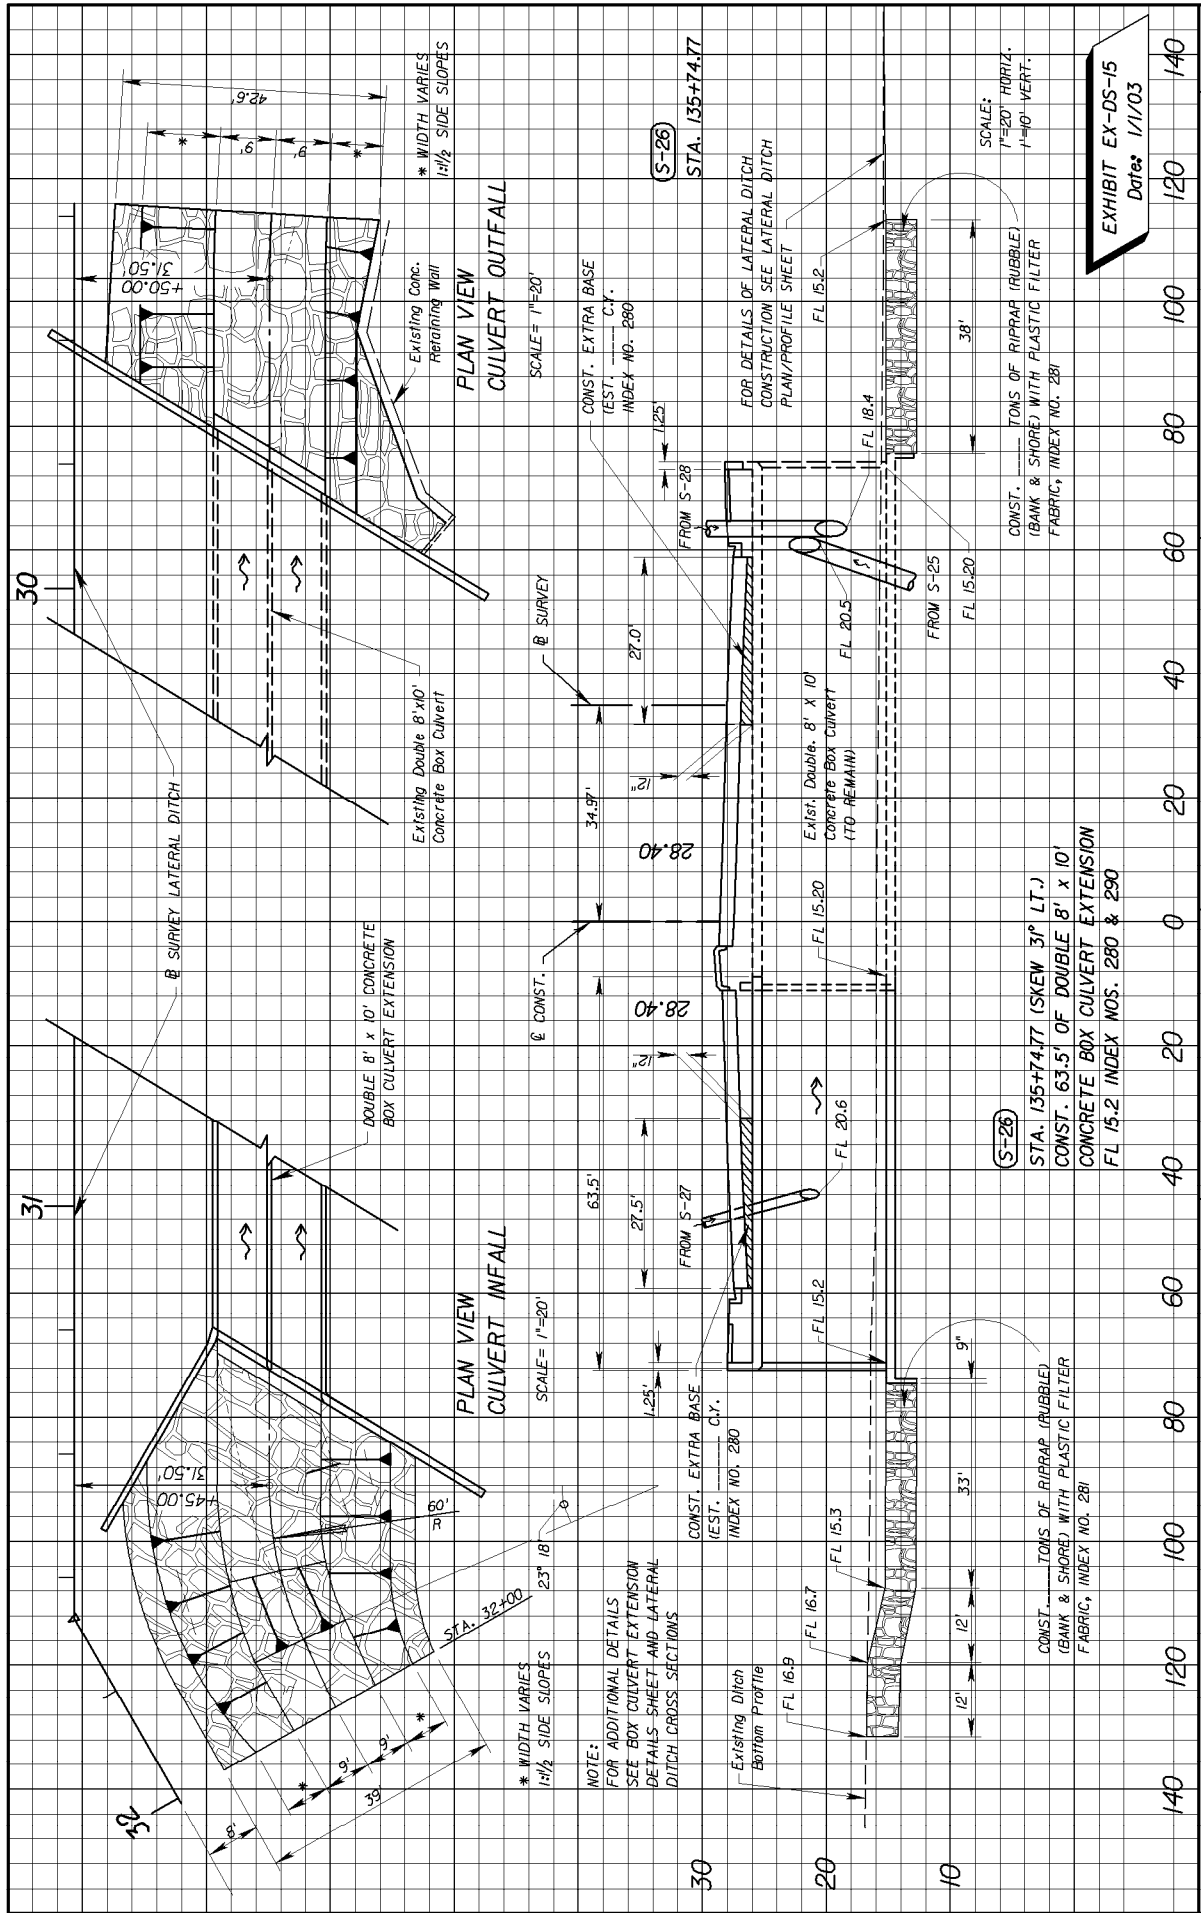 32
31
30
℄ SURVEY LATERAL DITCH
DOUBLE 8' x 10' CONCRETE
BOX CULVERT EXTENSION
+45.00
31.50'
60'
R
23° 18'
STA. 32+00
8'
*
9'
9'
*
39'
* WIDTH VARIES
1:1½ SIDE SLOPES
PLAN VIEW
CULVERT INFALL
SCALE= 1"=20'
Existing Double 8'x10'
Concrete Box Culvert
+50.00
31.50'
42.6'
*
9'
9'
*
* WIDTH VARIES
1:1½ SIDE SLOPES
Existing Conc.
Retaining Wall
PLAN VIEW
CULVERT OUTFALL
SCALE= 1"=20'
NOTE:
FOR ADDITIONAL DETAILS
SEE BOX CULVERT EXTENSION
DETAILS SHEET AND LATERAL
DITCH CROSS SECTIONS
S-26
STA. 135+74.77
℄ CONST.
℄ SURVEY
CONST. EXTRA BASE
(EST. ______ C.Y.
INDEX NO. 280
63.5'
34.97'
27.5'
27.0'
1.25'
1.25'
12"
12"
28.40
28.40
CONST. EXTRA BASE
(EST. ______ C.Y.
INDEX NO. 280
FROM S-27
FROM S-28
FOR DETAILS OF LATERAL DITCH
CONSTRUCTION SEE LATERAL DITCH
PLAN/PROFILE SHEET
Existing Ditch
Bottom Profile
FL 16.9
FL 16.7
FL 15.3
FL 15.2
FL 20.6
FL 15.20
Exist. Double. 8' X 10'
Concrete Box Culvert
(TO REMAIN)
FL 20.5
FL 18.4
FL 15.2
FROM S-25
FL 15.20
12'
12'
33'
9"
38'
CONST. ______ TONS OF RIPRAP (RUBBLE)
(BANK & SHORE) WITH PLASTIC FILTER
FABRIC, INDEX NO. 281
S-26
STA. 135+74.77 (SKEW 31° LT.)
CONST. 63.5' OF DOUBLE 8' x 10'
CONCRETE BOX CULVERT EXTENSION
FL 15.2 INDEX NOS. 280 & 290
CONST. ______ TONS OF RIPRAP (RUBBLE)
(BANK & SHORE) WITH PLASTIC FILTER
FABRIC, INDEX NO. 281
SCALE:
1"=20' HORIZ.
1"=10' VERT.
30
20
10
140
120
100
80
60
40
20
0
20
40
60
80
100
120
140
EXHIBIT EX-DS-15
Date: 1/1/03